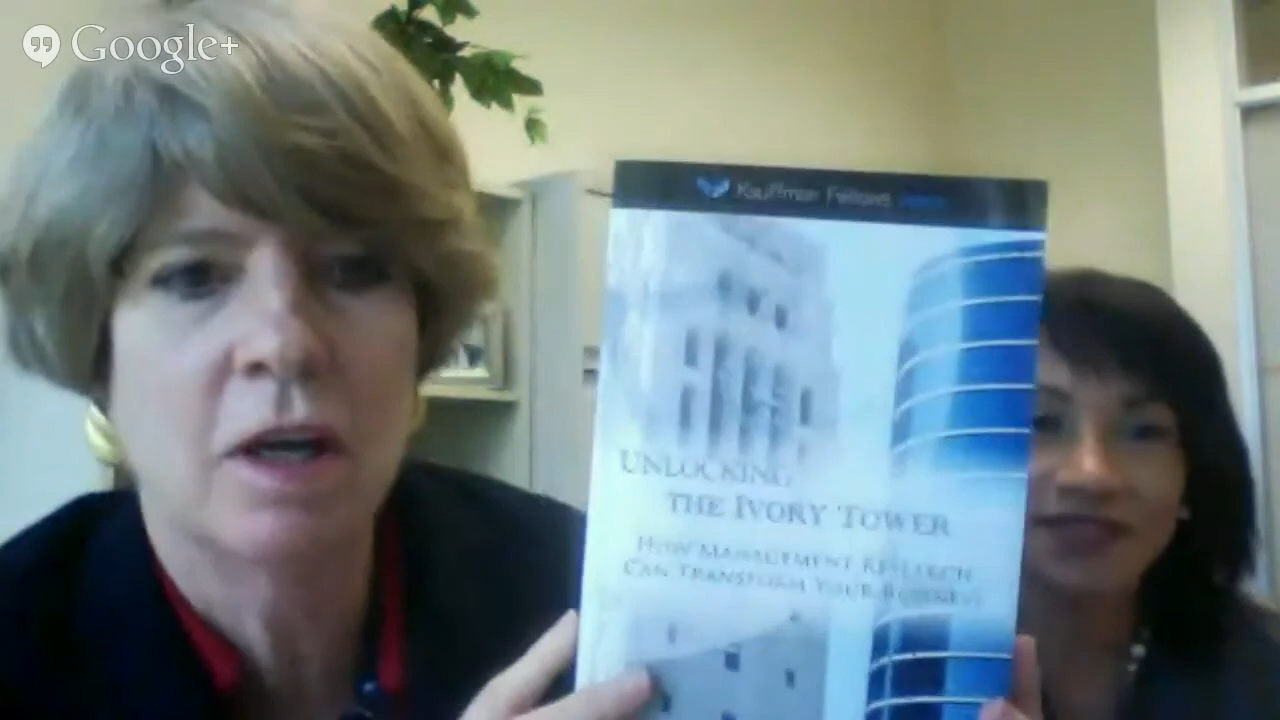 Google+
Kauffman Fellows
UNLOCKING
THE IVORY TOWER
HOW MANAGEMENT RESEARCH
CAN TRANSFORM YOUR BUSINESS